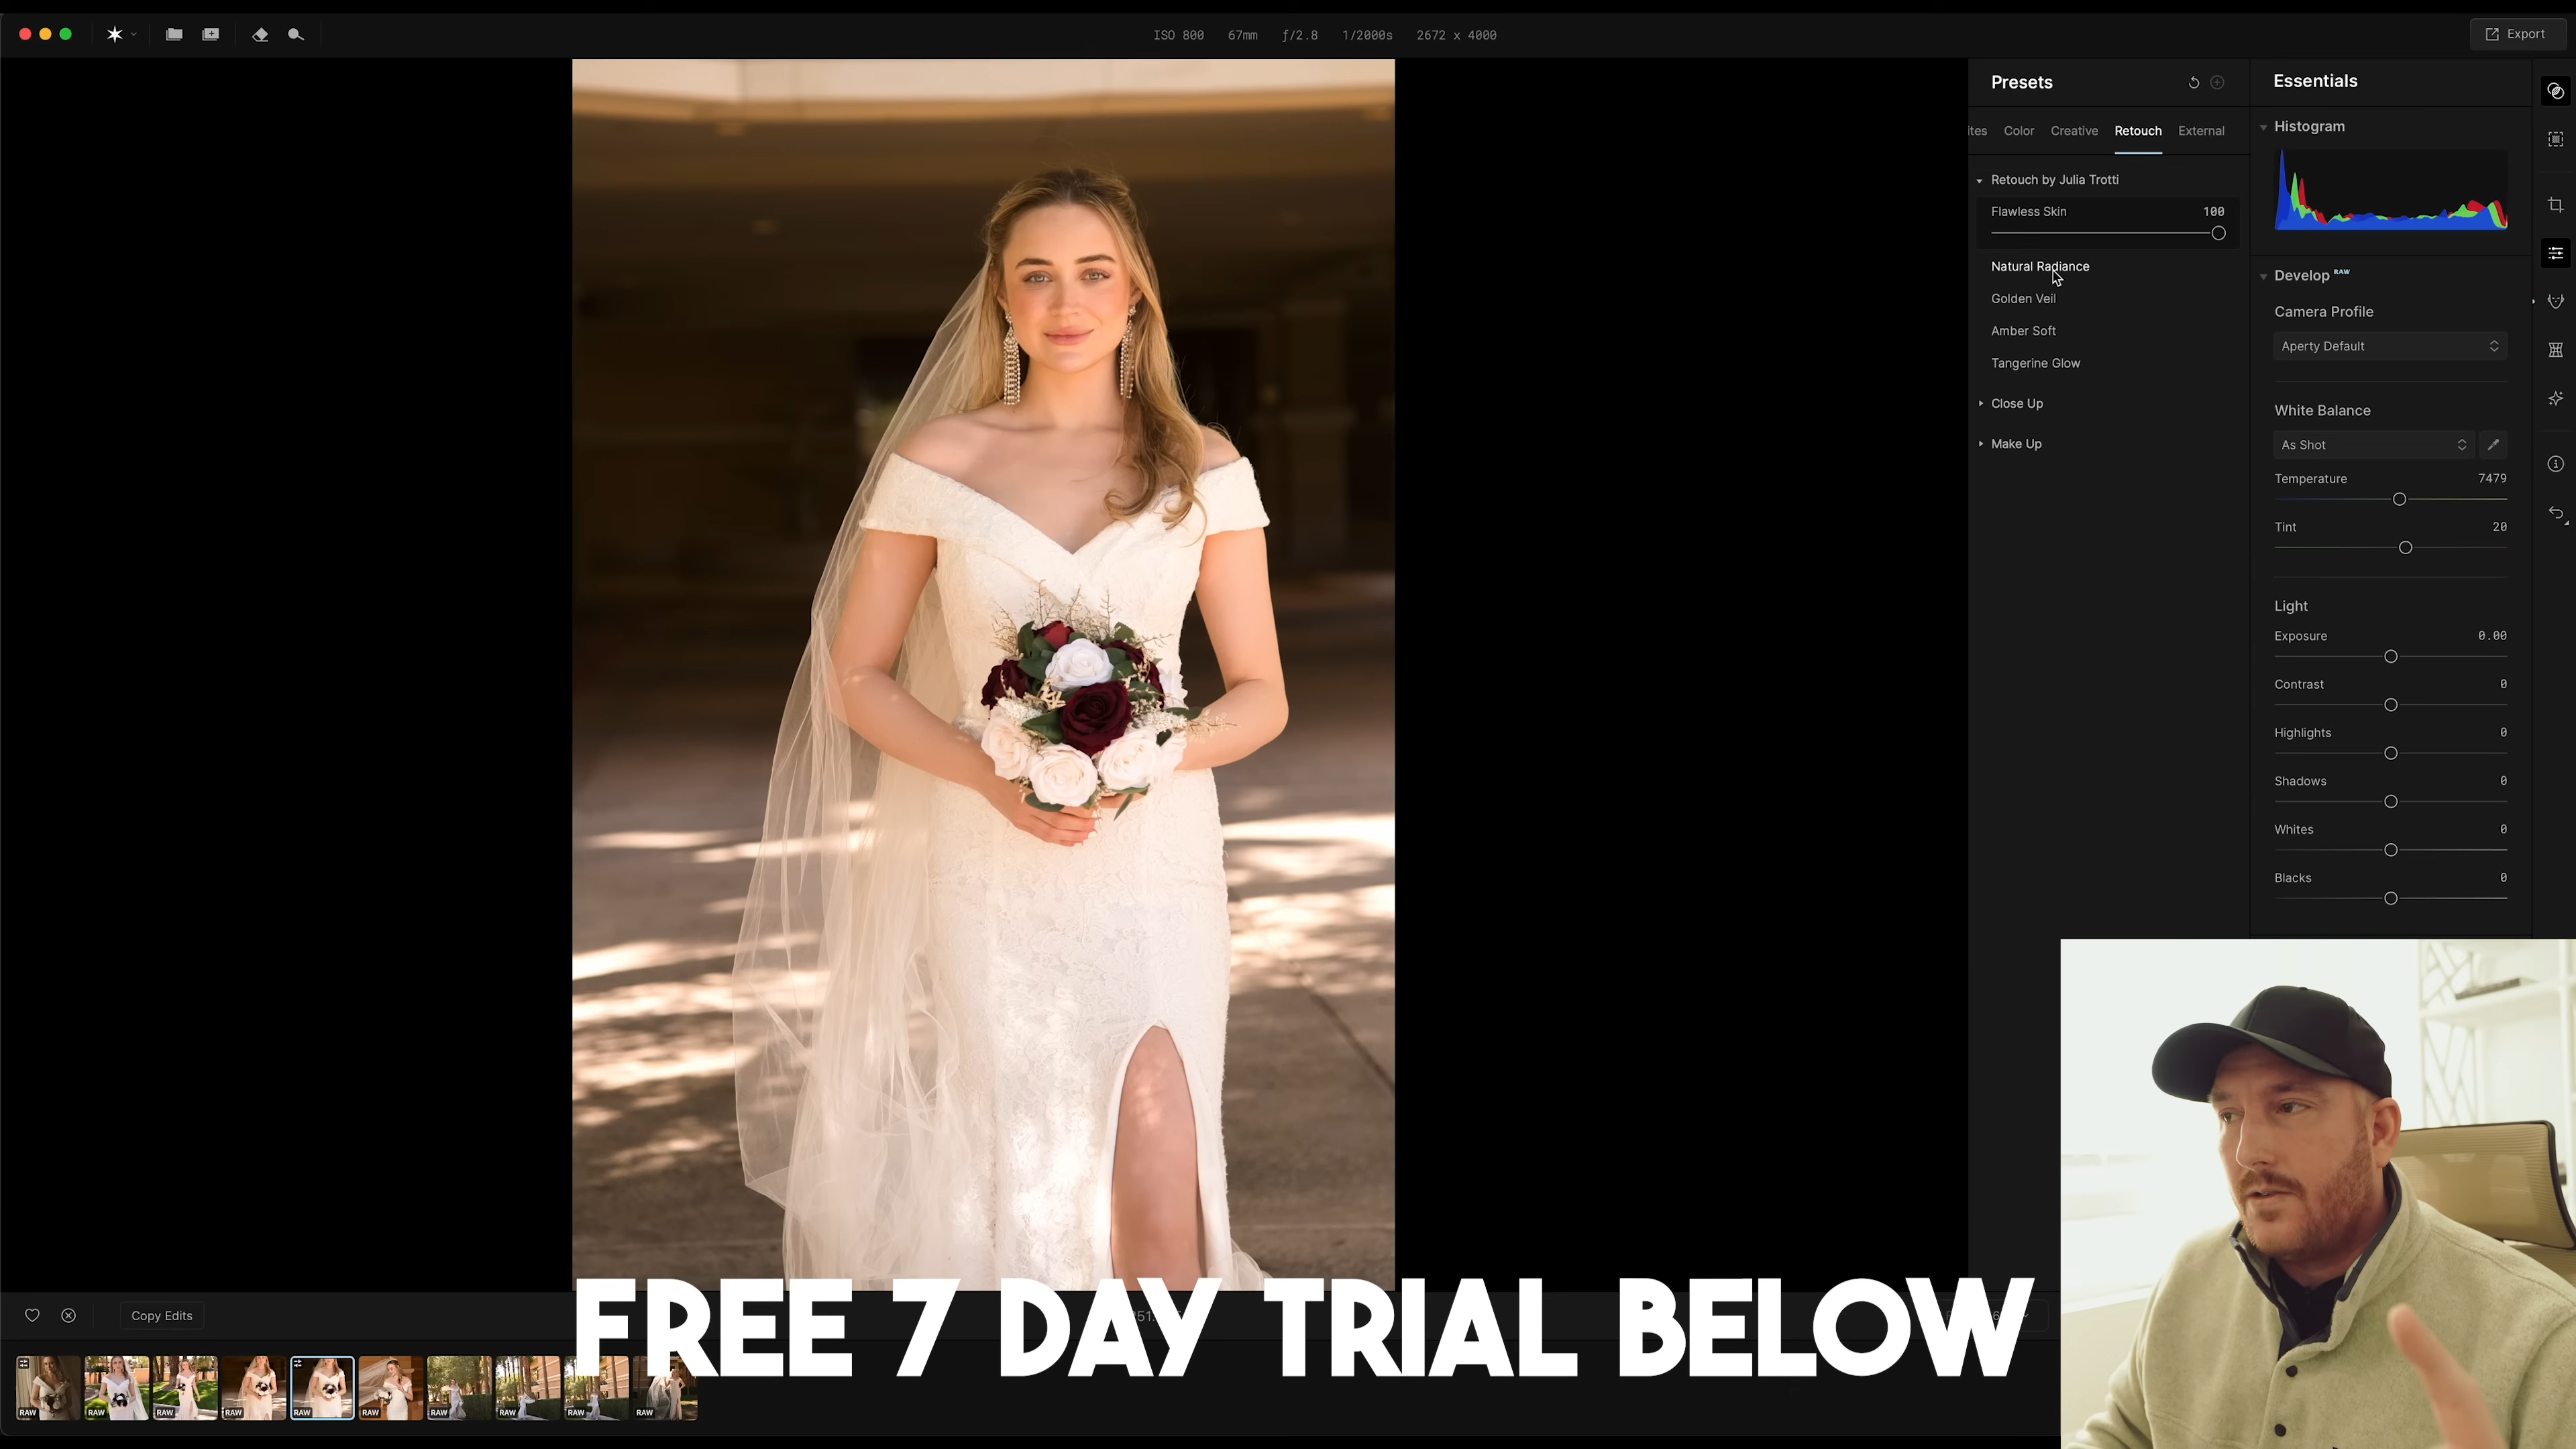 ISO 800 67mm ƒ/2.8 1/2000s 2672 x 4000
Export
Presets
Color Creative Retouch External
Retouch by Julia Trotti
Flawless Skin 100
Natural Radiance
Golden Veil
Amber Soft
Tangerine Glow
Close Up
Make Up
Essentials
Histogram
Develop RAW
Camera Profile
Aperty Default
White Balance
As Shot
Temperature 7479
Tint 20
Light
Exposure 0.00
Contrast 0
Highlights 0
Shadows 0
Whites 0
Blacks 0
Copy Edits
FREE 7 DAY TRIAL BELOW
RAW RAW RAW RAW RAW RAW RAW RAW RAW RAW